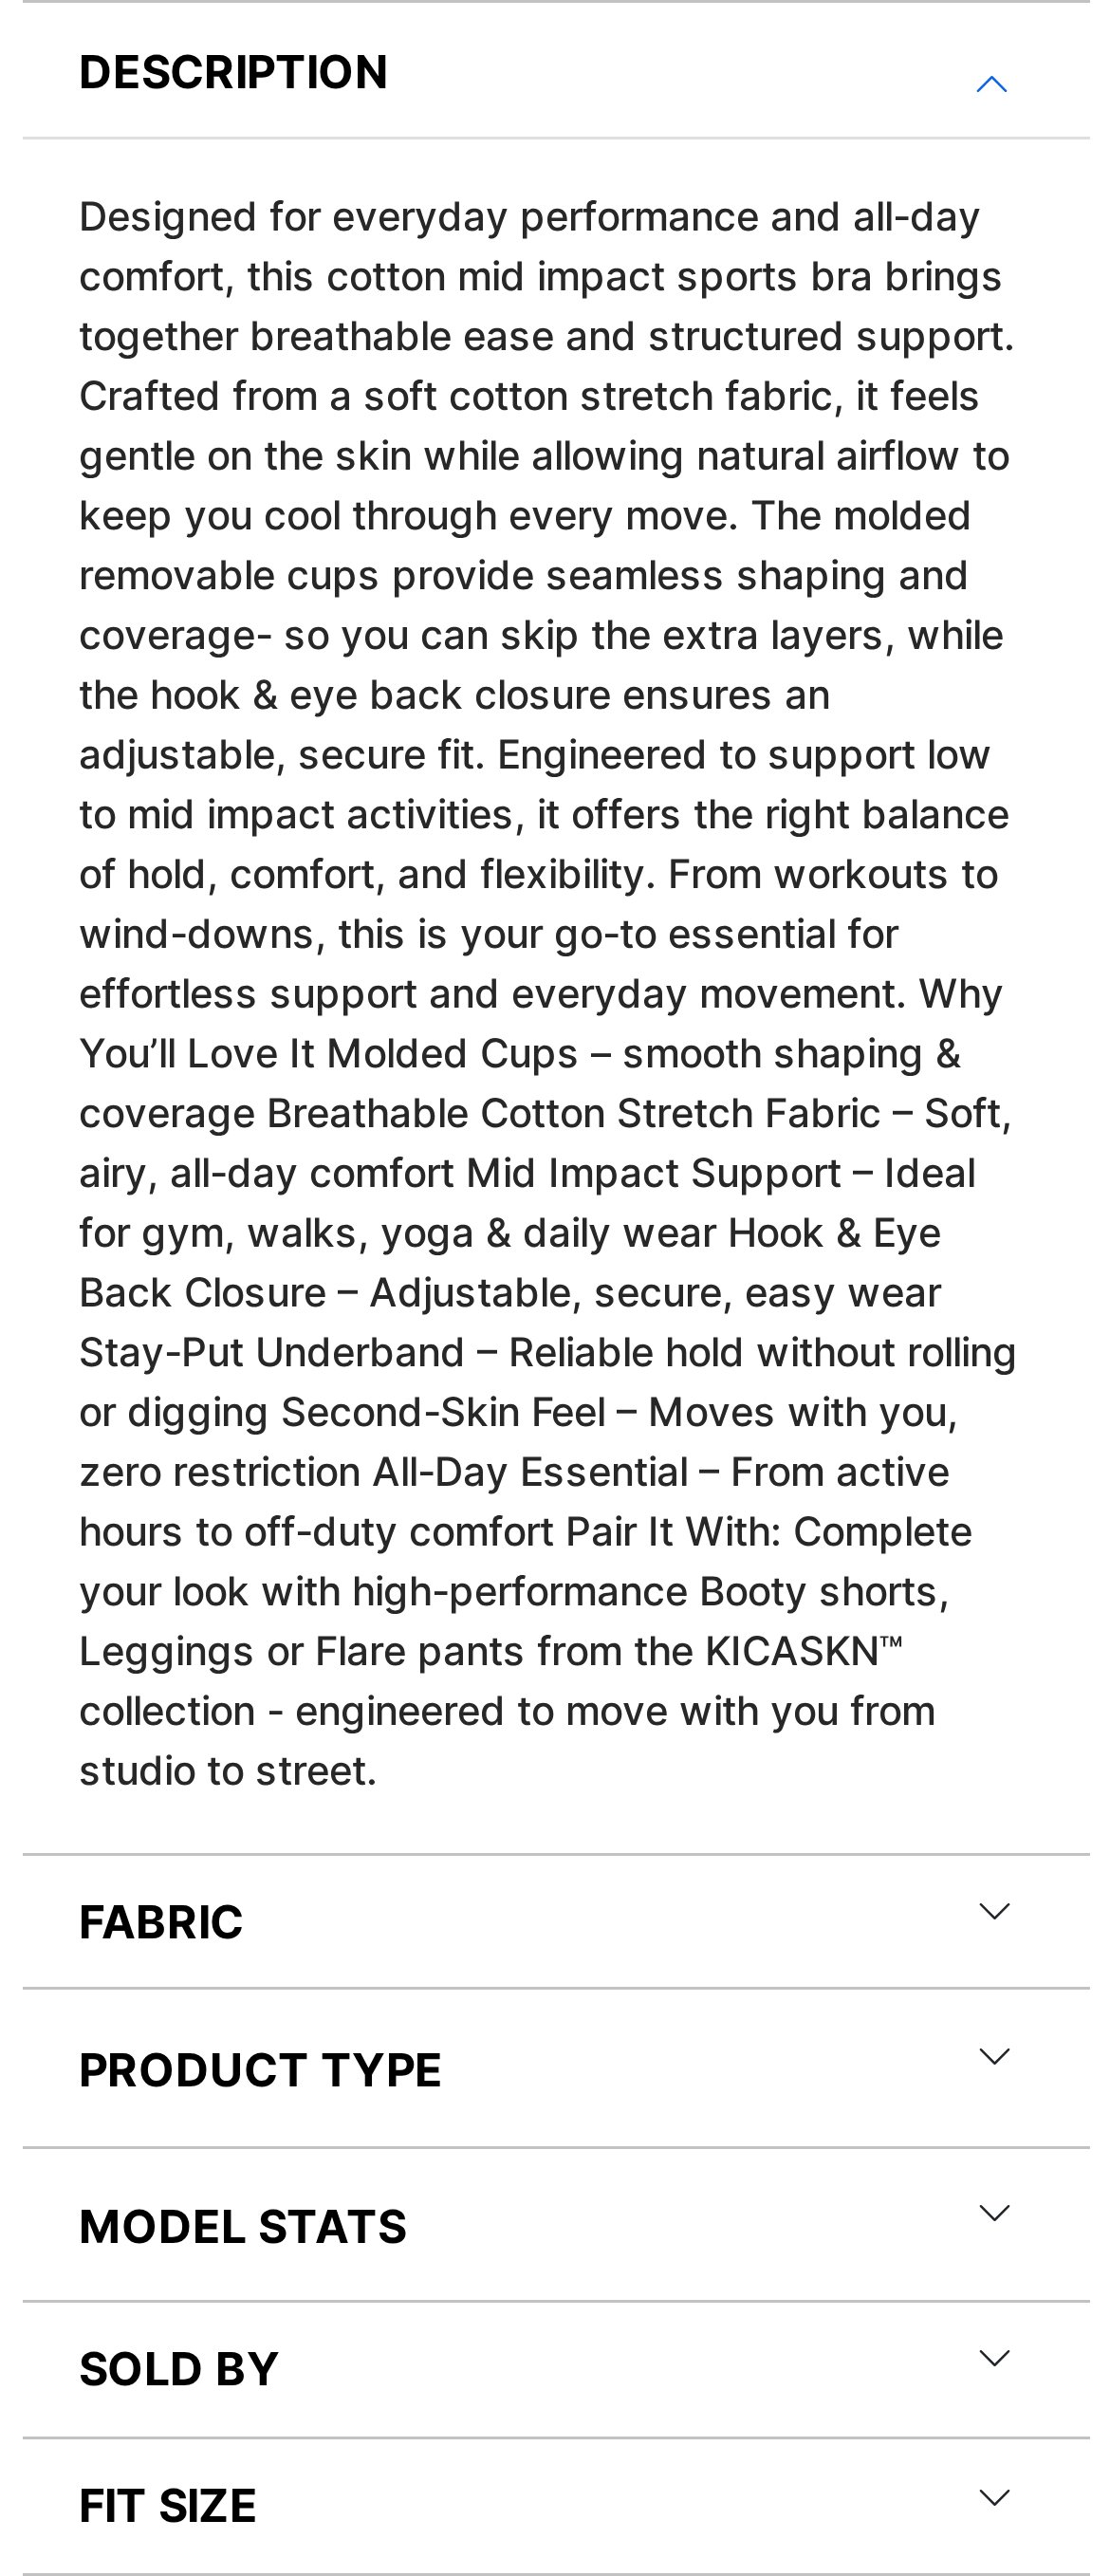 DESCRIPTION
Designed for everyday performance and all-day
comfort, this cotton mid impact sports bra brings
together breathable ease and structured support.
Crafted from a soft cotton stretch fabric, it feels
gentle on the skin while allowing natural airflow to
keep you cool through every move. The molded
removable cups provide seamless shaping and
coverage- so you can skip the extra layers, while
the hook & eye back closure ensures an
adjustable, secure fit. Engineered to support low
to mid impact activities, it offers the right balance
of hold, comfort, and flexibility. From workouts to
wind-downs, this is your go-to essential for
effortless support and everyday movement. Why
You’ll Love It Molded Cups – smooth shaping &
coverage Breathable Cotton Stretch Fabric – Soft,
airy, all-day comfort Mid Impact Support – Ideal
for gym, walks, yoga & daily wear Hook & Eye
Back Closure – Adjustable, secure, easy wear
Stay-Put Underband – Reliable hold without rolling
or digging Second-Skin Feel – Moves with you,
zero restriction All-Day Essential – From active
hours to off-duty comfort Pair It With: Complete
your look with high-performance Booty shorts,
Leggings or Flare pants from the KICASKN™
collection - engineered to move with you from
studio to street.
FABRIC
PRODUCT TYPE
MODEL STATS
SOLD BY
FIT SIZE